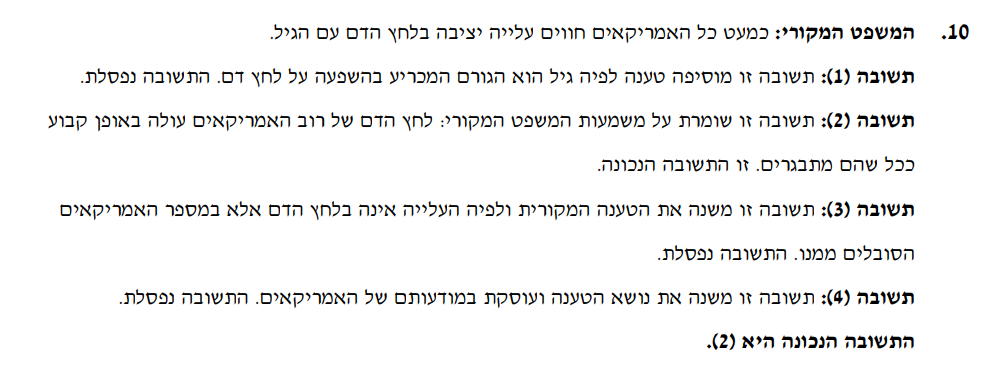 10. המשפט המקורי: כמעט כל האמריקאים חווים עלייה יציבה בלחץ הדם עם הגיל.
תשובה (1): תשובה זו מוסיפה טענה לפיה גיל הוא הגורם המכריע בהשפעה על לחץ דם. התשובה נפסלת.
תשובה (2): תשובה זו שומרת על משמעות המשפט המקורי: לחץ הדם של רוב האמריקאים עולה באופן קבוע
ככל שהם מתבגרים. זו התשובה הנכונה.
תשובה (3): תשובה זו משנה את הטענה המקורית ולפיה העלייה אינה בלחץ הדם אלא במספר האמריקאים
הסובלים ממנו. התשובה נפסלת.
תשובה (4): תשובה זו משנה את נושא הטענה ועוסקת במודעותם של האמריקאים. התשובה נפסלת.
התשובה הנכונה היא (2).